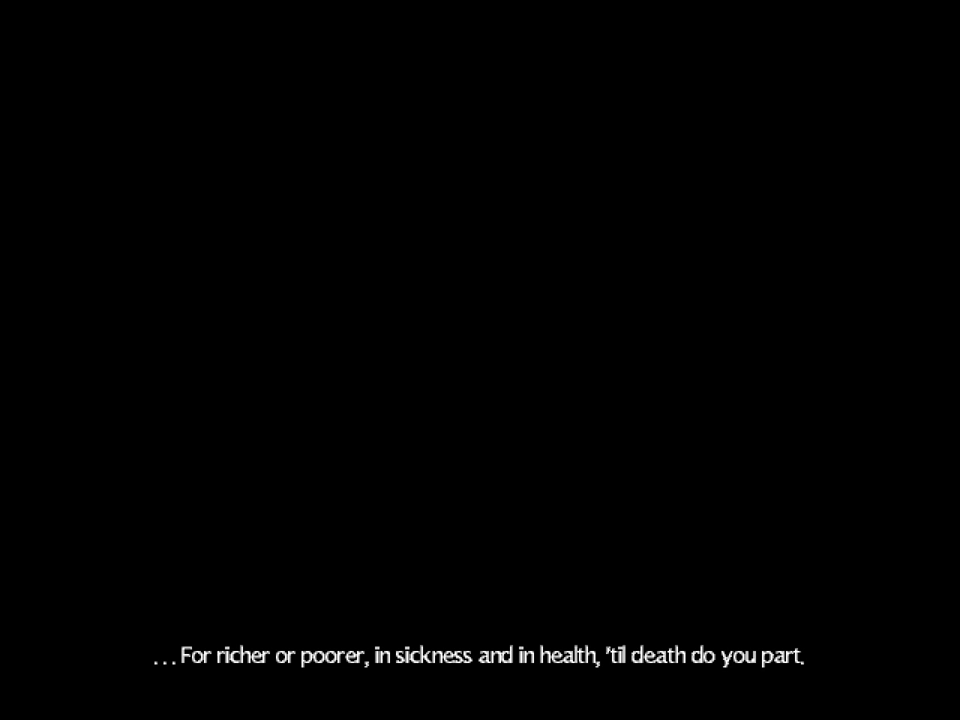 ...For richer or poorer, in sickness and in health, 'til death do you part.